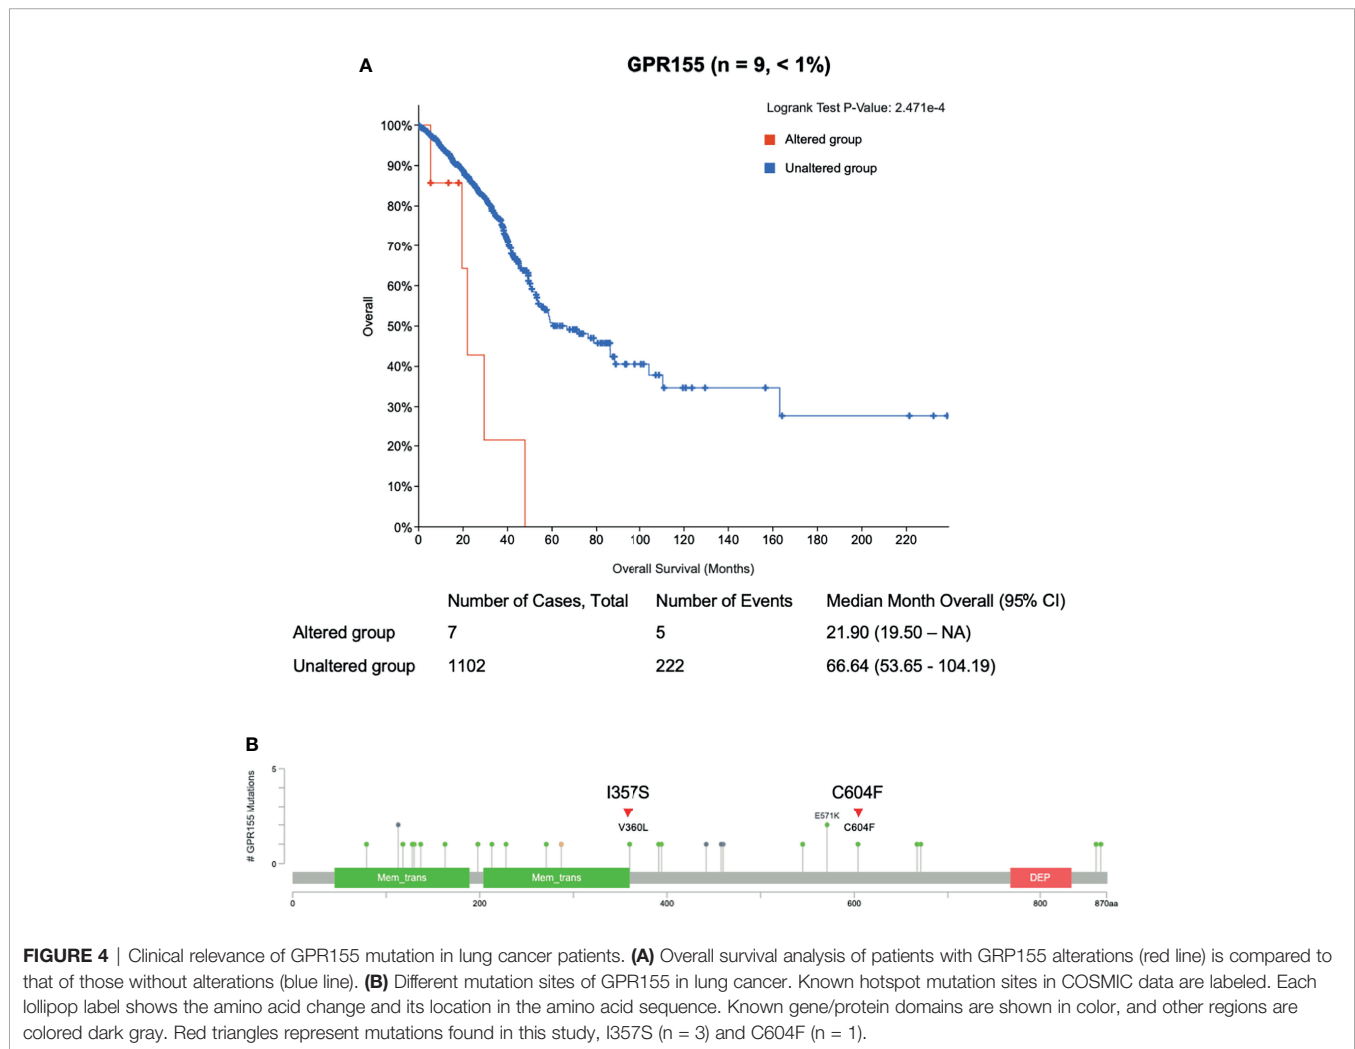 A
GPR155 (n = 9, < 1%)
Logrank Test P-Value: 2.471e-4
Altered group
Unaltered group
100%
90%
80%
70%
60%
50%
40%
30%
20%
10%
0%
Overall
0 20 40 60 80 100 120 140 160 180 200 220
Overall Survival (Months)
Number of Cases, Total Number of Events Median Month Overall (95% CI)
Altered group 7 5 21.90 (19.50 – NA)
Unaltered group 1102 222 66.64 (53.65 - 104.19)
B
# GPR155 Mutations
5
0
I357S C604F
V360L E571K C604F
Mem_trans Mem_trans DEP
0 200 400 600 800 870aa
FIGURE 4 | Clinical relevance of GPR155 mutation in lung cancer patients. (A) Overall survival analysis of patients with GRP155 alterations (red line) is compared to
that of those without alterations (blue line). (B) Different mutation sites of GPR155 in lung cancer. Known hotspot mutation sites in COSMIC data are labeled. Each
lollipop label shows the amino acid change and its location in the amino acid sequence. Known gene/protein domains are shown in color, and other regions are
colored dark gray. Red triangles represent mutations found in this study, I357S (n = 3) and C604F (n = 1).